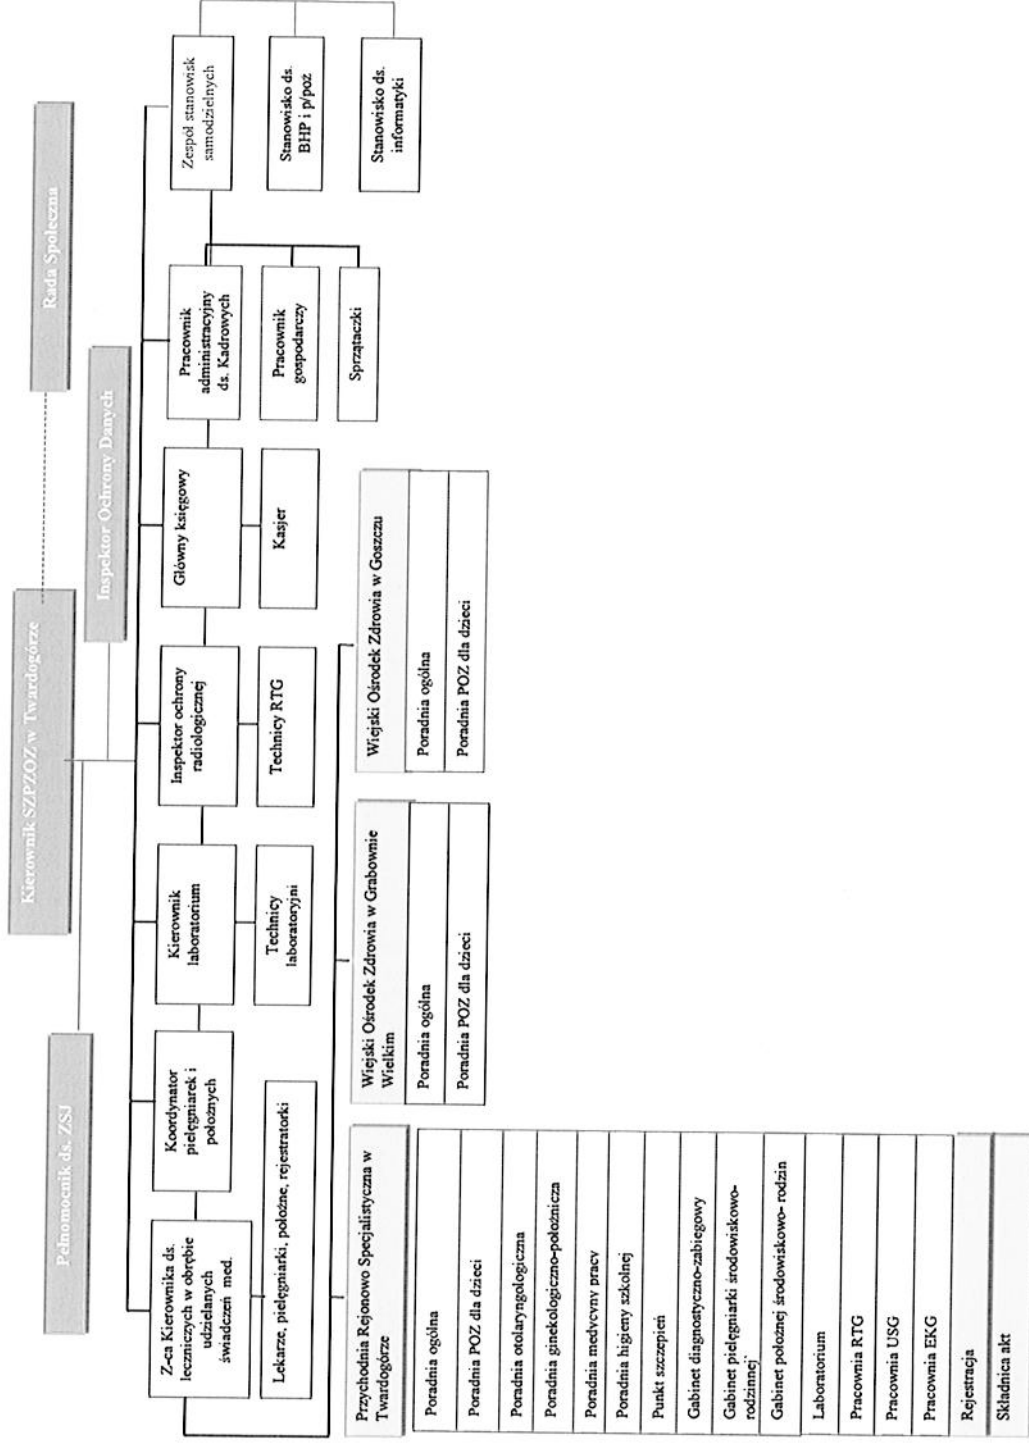 Kierownik SZPZOZ w Twardogórze
Rada Społeczna
Pełnomocnik ds. ZSJ
Inspektor Ochrony Danych
Z-ca Kierownika ds.
leczniczych w obrębie
udzielanych
świadczeń med.
Koordynator
pielęgniarek i
położnych
Kierownik
laboratorium
Inspektor ochrony
radiologicznej
Główny księgowy
Pracownik
administracyjny
ds. Kadrowych
Zespół stanowisk
samodzielnych
Lekarze, pielęgniarki, położne, rejestratorki
Technicy
laboratoryjni
Technicy RTG
Kasjer
Pracownik
gospodarczy
Sprzątaczki
Stanowisko ds.
BHP i p/poż
Stanowisko ds.
informatyki
Przychodnia Rejonowo Specjalistyczna w
Twardogórze
Poradnia ogólna
Poradnia POZ dla dzieci
Poradnia otolaryngologiczna
Poradnia ginekologiczno-położnicza
Poradnia medycyny pracy
Poradnia higieny szkolnej
Punkt szczepień
Gabinet diagnostyczno-zabiegowy
Gabinet pielęgniarki środowiskowo-
rodzinnej
Gabinet położnej środowiskowo- rodzin
Laboratorium
Pracownia RTG
Pracownia USG
Pracownia EKG
Rejestracja
Składnica akt
Wiejski Ośrodek Zdrowia w Grabownie
Wielkim
Poradnia ogólna
Poradnia POZ dla dzieci
Wiejski Ośrodek Zdrowia w Goszczu
Poradnia ogólna
Poradnia POZ dla dzieci